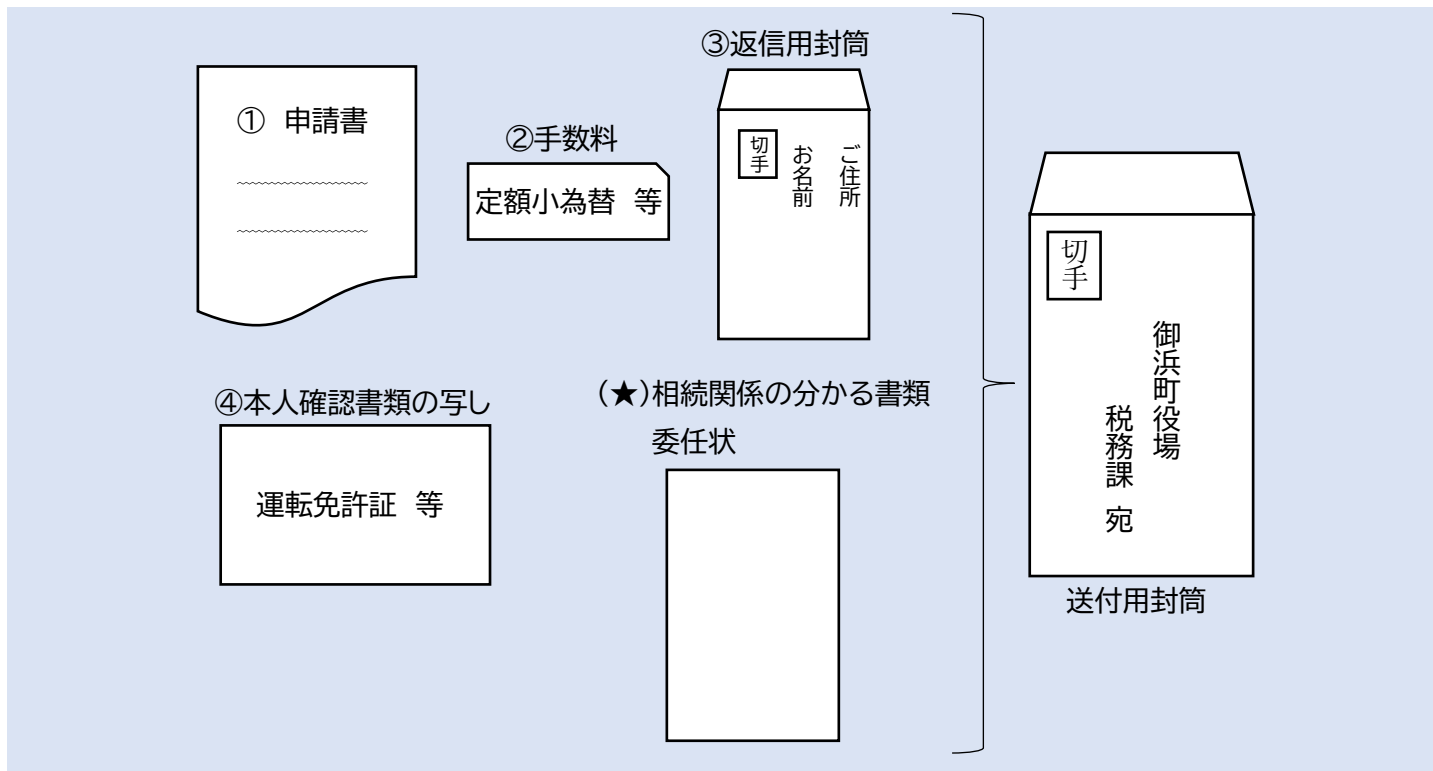 ① 申請書
②手数料
定額小為替 等
③返信用封筒
切手
ご住所
お名前
④本人確認書類の写し
運転免許証 等
(★)相続関係の分かる書類
委任状
切手
御浜町役場
税務課 宛
送付用封筒